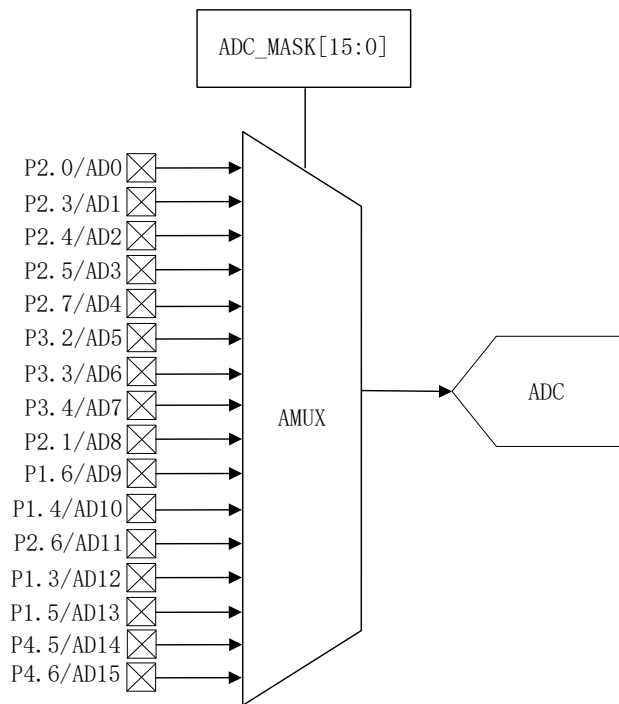 ADC_MASK[15:0]
P2.0/AD0
P2.3/AD1
P2.4/AD2
P2.5/AD3
P2.7/AD4
P3.2/AD5
P3.3/AD6
P3.4/AD7
P2.1/AD8
P1.6/AD9
P1.4/AD10
P2.6/AD11
P1.3/AD12
P1.5/AD13
P4.5/AD14
P4.6/AD15
AMUX
ADC